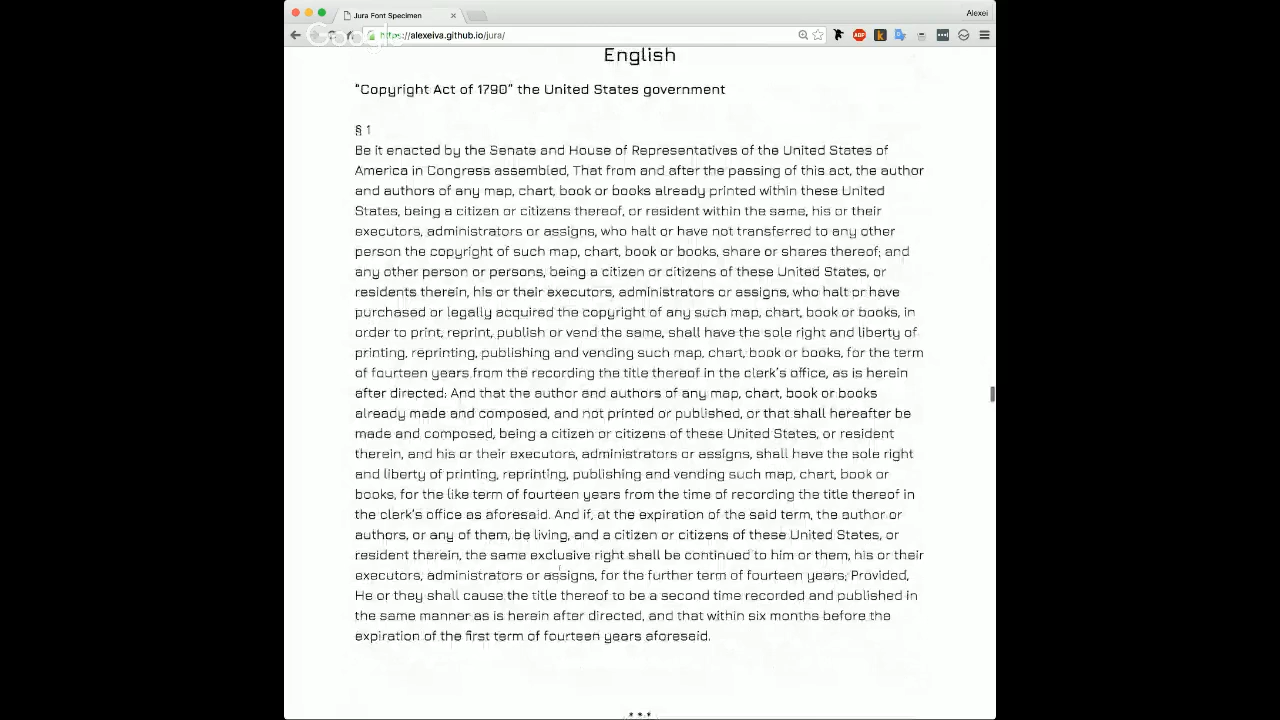 Jura Font Specimen
Alexei
Google
https://alexeiva.github.io/jura/
English
"Copyright Act of 1790" the United States government
§ 1
Be it enacted by the Senate and House of Representatives of the United States of
America in Congress assembled, That from and after the passing of this act, the author
and authors of any map, chart, book or books already printed within these United
States, being a citizen or citizens thereof, or resident within the same, his or their
executors, administrators or assigns, who halt or have not transferred to any other
person the copyright of such map, chart, book or books, share or shares thereof; and
any other person or persons, being a citizen or citizens of these United States, or
residents therein, his or their executors, administrators or assigns, who halt or have
purchased or legally acquired the copyright of any such map, chart, book or books, in
order to print, reprint, publish or vend the same, shall have the sole right and liberty of
printing, reprinting, publishing and vending such map, chart, book or books, for the term
of fourteen years from the recording the title thereof in the clerk's office, as is herein
after directed: And that the author and authors of any map, chart, book or books
already made and composed, and not printed or published, or that shall hereafter be
made and composed, being a citizen or citizens of these United States, or resident
therein, and his or their executors, administrators or assigns, shall have the sole right
and liberty of printing, reprinting, publishing and vending such map, chart, book or
books, for the like term of fourteen years from the time of recording the title thereof in
the clerk's office as aforesaid. And if, at the expiration of the said term, the author or
authors, or any of them, be living, and a citizen or citizens of these United States, or
resident therein, the same exclusive right shall be continued to him or them, his or their
executors, administrators or assigns, for the further term of fourteen years; Provided,
He or they shall cause the title thereof to be a second time recorded and published in
the same manner as is herein after directed, and that within six months before the
expiration of the first term of fourteen years aforeseid.
* * *